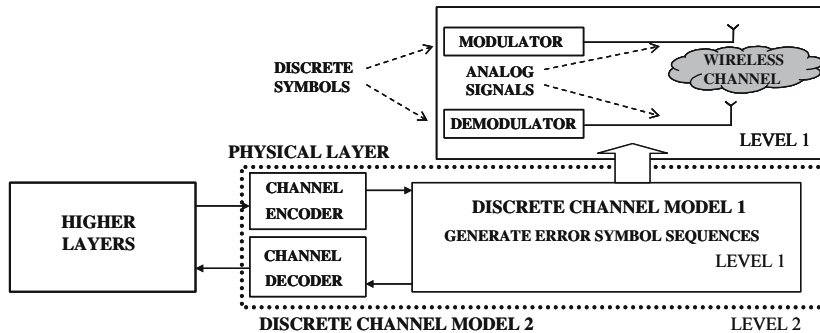 MODULATOR
WIRELESS
CHANNEL
DISCRETE
SYMBOLS
ANALOG
SIGNALS
DEMODULATOR
LEVEL 1
PHYSICAL LAYER
HIGHER
LAYERS
CHANNEL
ENCODER
CHANNEL
DECODER
DISCRETE CHANNEL MODEL 1
GENERATE ERROR SYMBOL SEQUENCES
LEVEL 1
DISCRETE CHANNEL MODEL 2
LEVEL 2